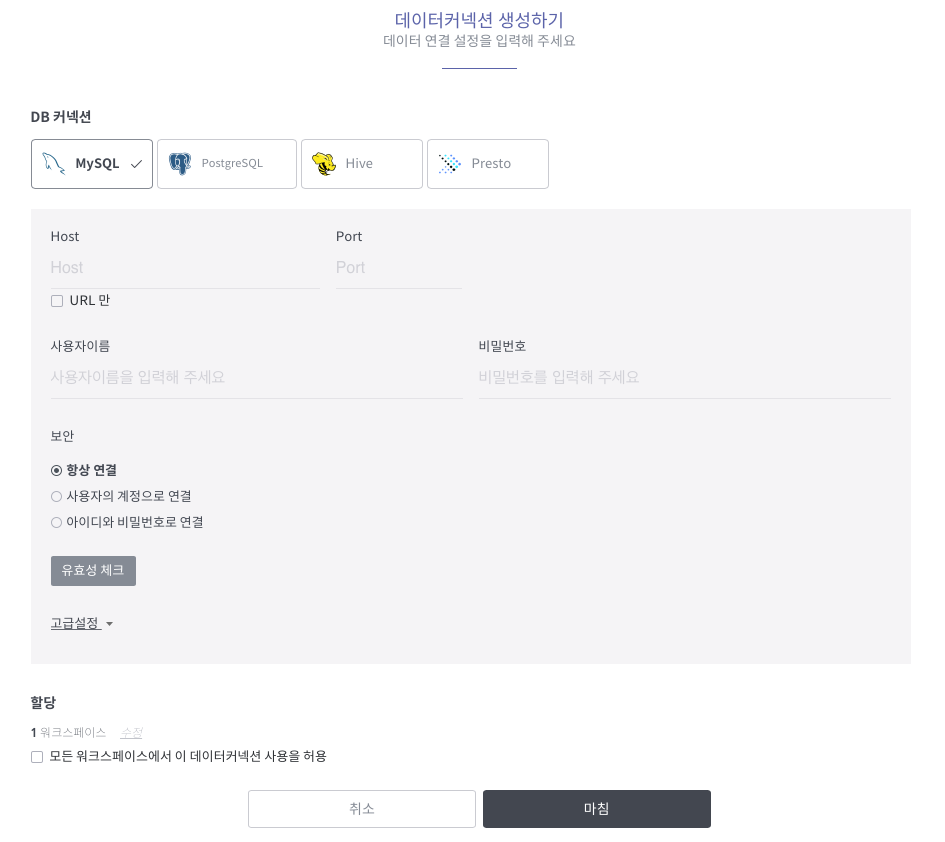 데이터커넥션 생성하기
데이터 연결 설정을 입력해 주세요
DB 커넥션
MySQL PostgreSQL Hive Presto
Host Port
Host Port
URL 만
사용자이름 비밀번호
사용자이름을 입력해 주세요 비밀번호를 입력해 주세요
보안
항상 연결
사용자의 계정으로 연결
아이디와 비밀번호로 연결
유효성 체크
고급설정
할당
1 워크스페이스 수정
모든 워크스페이스에서 이 데이터커넥션 사용을 허용
취소 마침